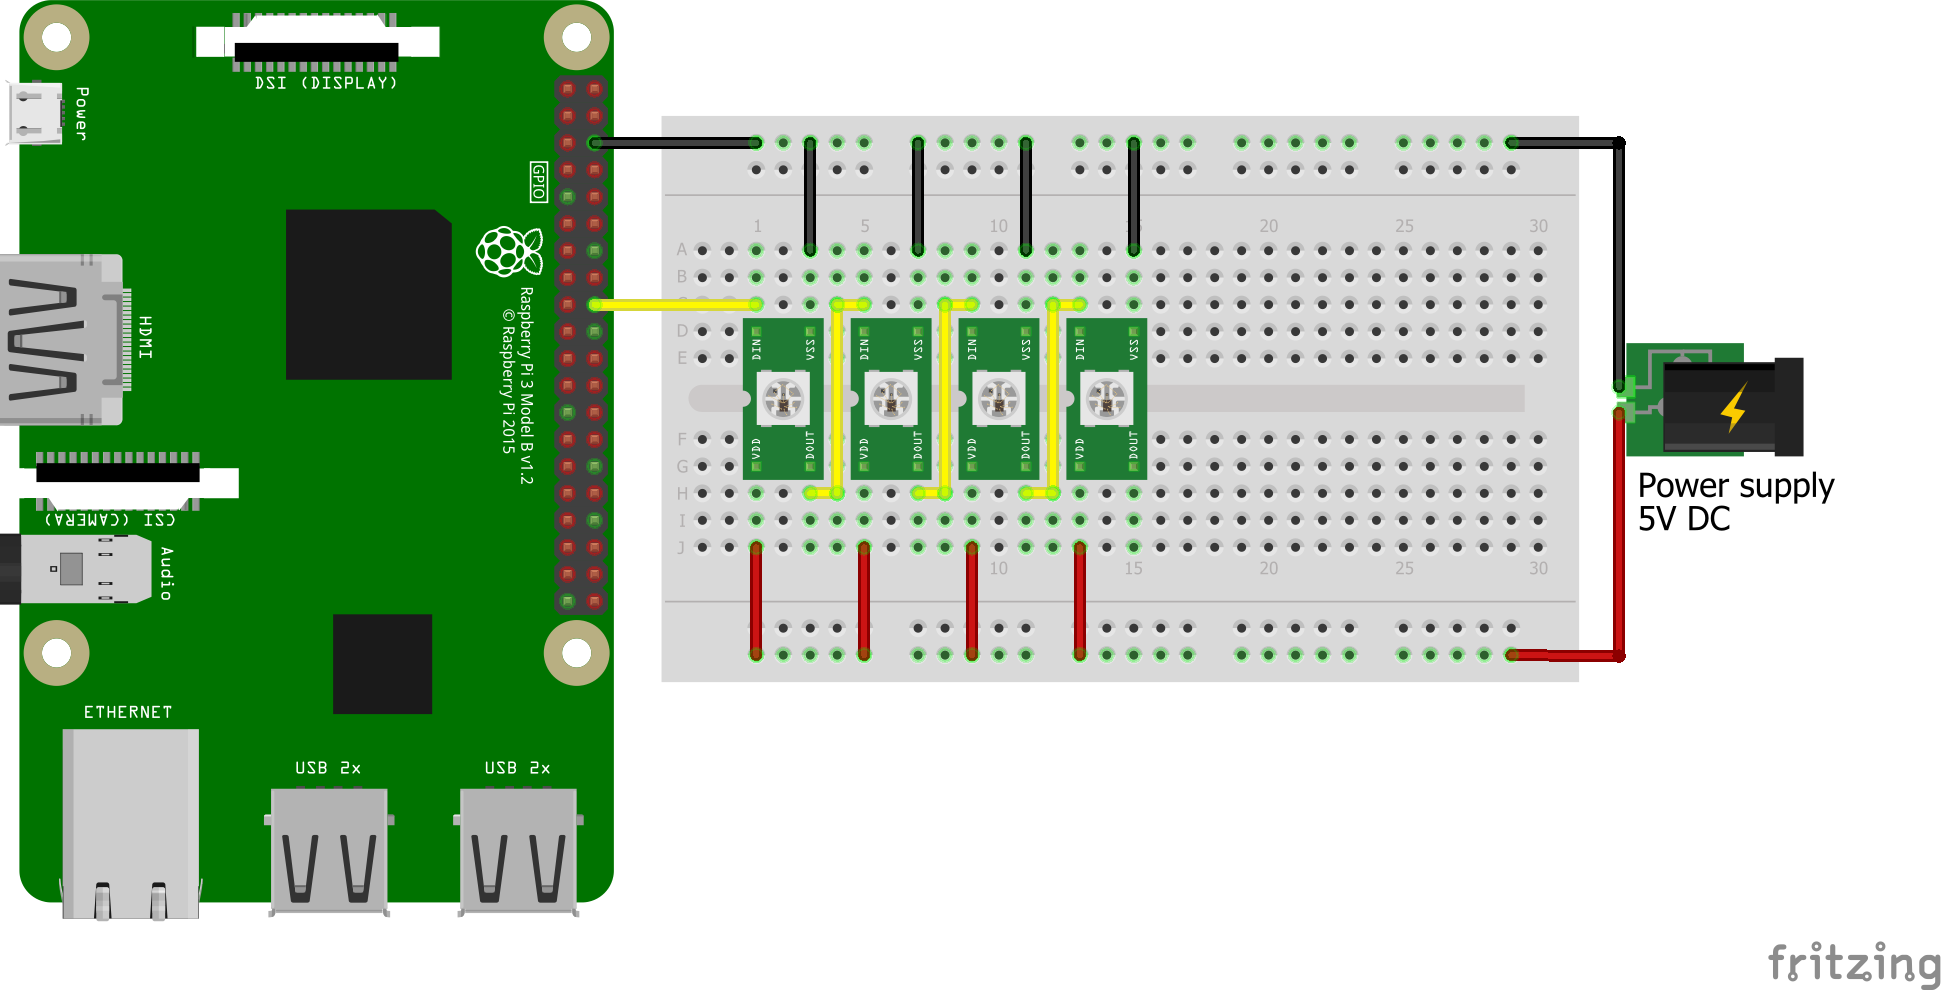 DSI (DISPLAY)
Power
GPIO
Raspberry Pi 3 Model B v1.2
© Raspberry Pi 2015
HDMI
CSI (CAMERA)
Audio
ETHERNET
USB 2x
USB 2x
1 5 10 15 20 25 30
A
B
D
E
DIN VSS DIN VSS DIN VSS DIN VSS
VDD DOUT VDD DOUT VDD DOUT VDD DOUT
F
G
H
I
J
10 15 20 25 30
Power supply
5V DC
fritzing